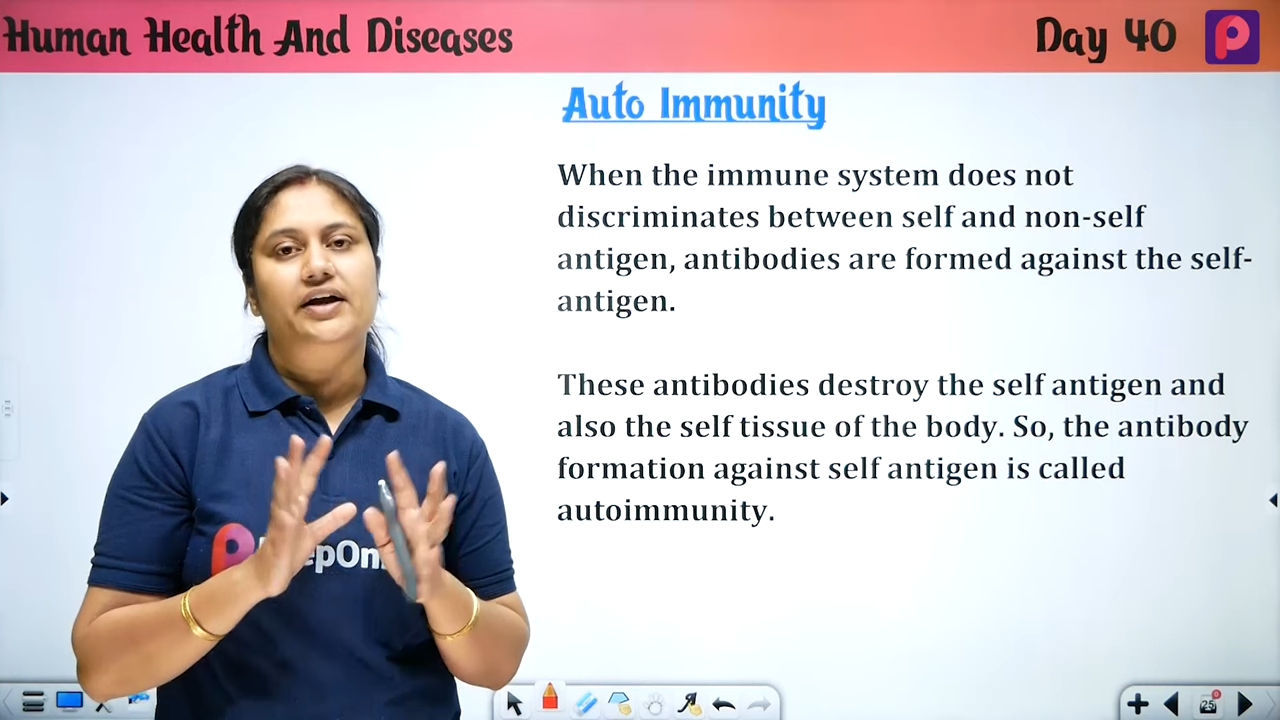 Human Health And Diseases
Day 40
Auto Immunity
When the immune system does not
discriminates between self and non-self
antigen, antibodies are formed against the self-
antigen.
These antibodies destroy the self antigen and
also the self tissue of the body. So, the antibody
formation against self antigen is called
autoimmunity.
25